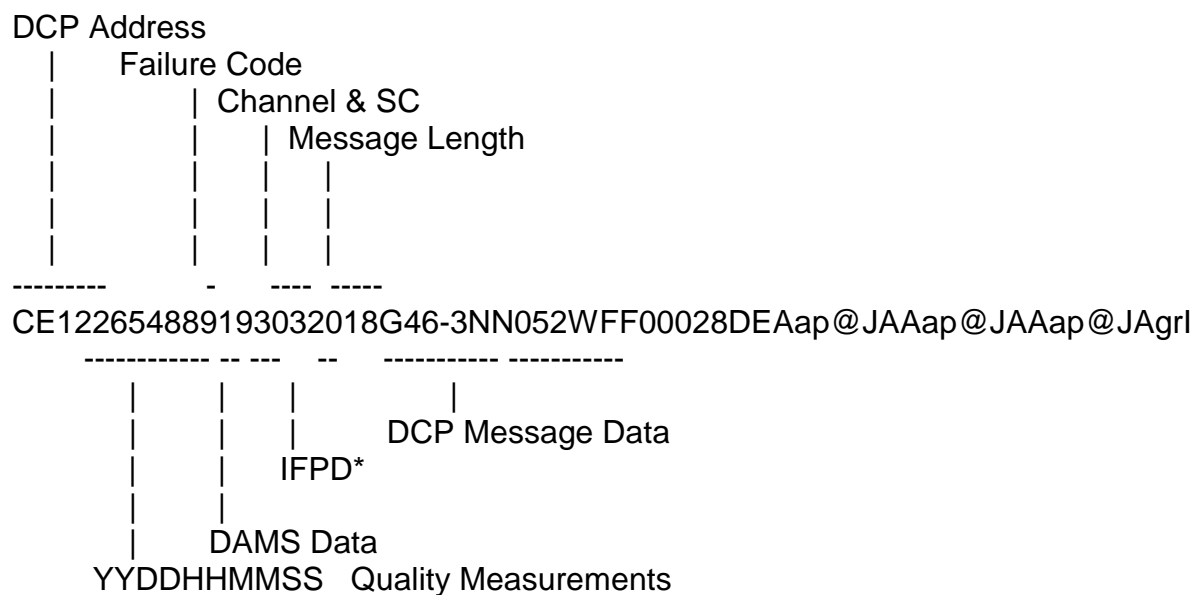 DCP Address
| Failure Code
| | Channel & SC
| | | Message Length
| | | |
| | | |
| | | |
--------- - ---- -----
CE122654889193032018G46-3NN052WFF00028DEAap@JAAap@JAAap@JAgrI
------------ -- --- -- ----------- -----------
| | | |
| | | DCP Message Data
| | IFPD*
| |
| DAMS Data
YYDDHHMMSS Quality Measurements